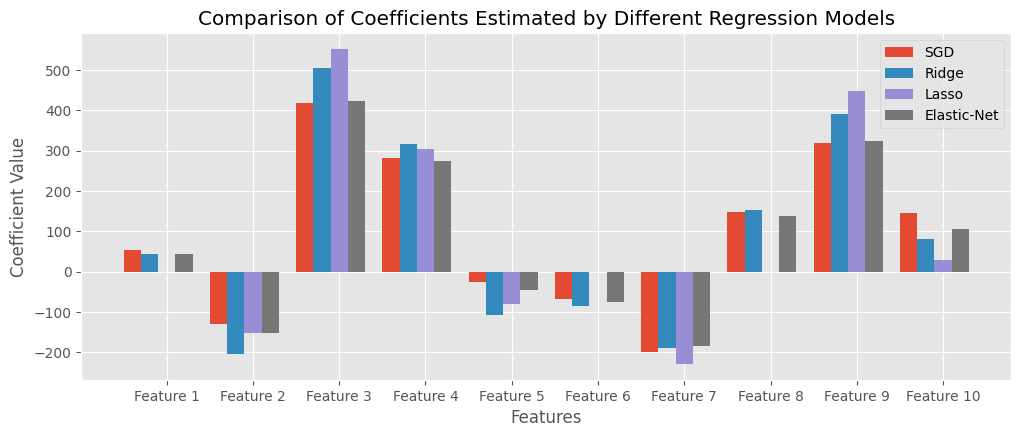 Comparison of Coefficients Estimated by Different Regression Models
SGD
Ridge
Lasso
Elastic-Net
Coefficient Value
500
400
300
200
100
0
−100
−200
Feature 1 Feature 2 Feature 3 Feature 4 Feature 5 Feature 6 Feature 7 Feature 8 Feature 9 Feature 10
Features